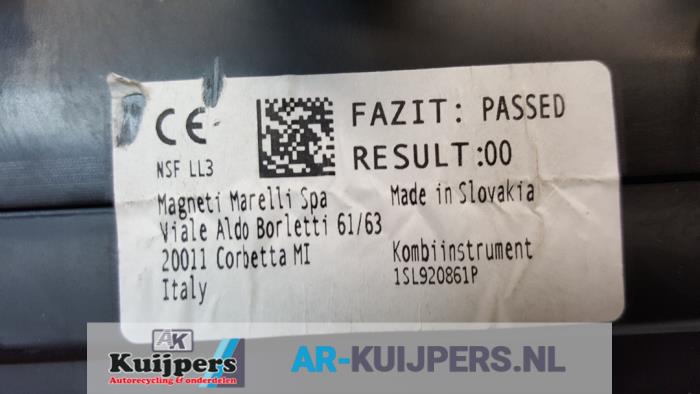 CE
FAZIT: PASSED
NSF LL3
RESULT:00
Magneti Marelli Spa
Viale Aldo Borletti 61/63
20011 Corbetta MI
Italy
Made in Slovakia
Kombiinstrument
1SL920861P
AK
Kuijpers
Autorecycling & onderdelen
AR-KUIJPERS.NL